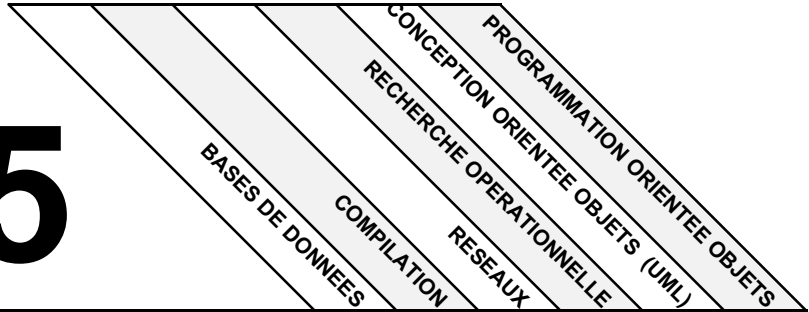 5
BASES DE DONNEES
COMPILATION
RESEAUX
RECHERCHE OPERATIONNELLE
CONCEPTION ORIENTEE OBJETS (UML)
PROGRAMMATION ORIENTEE OBJETS